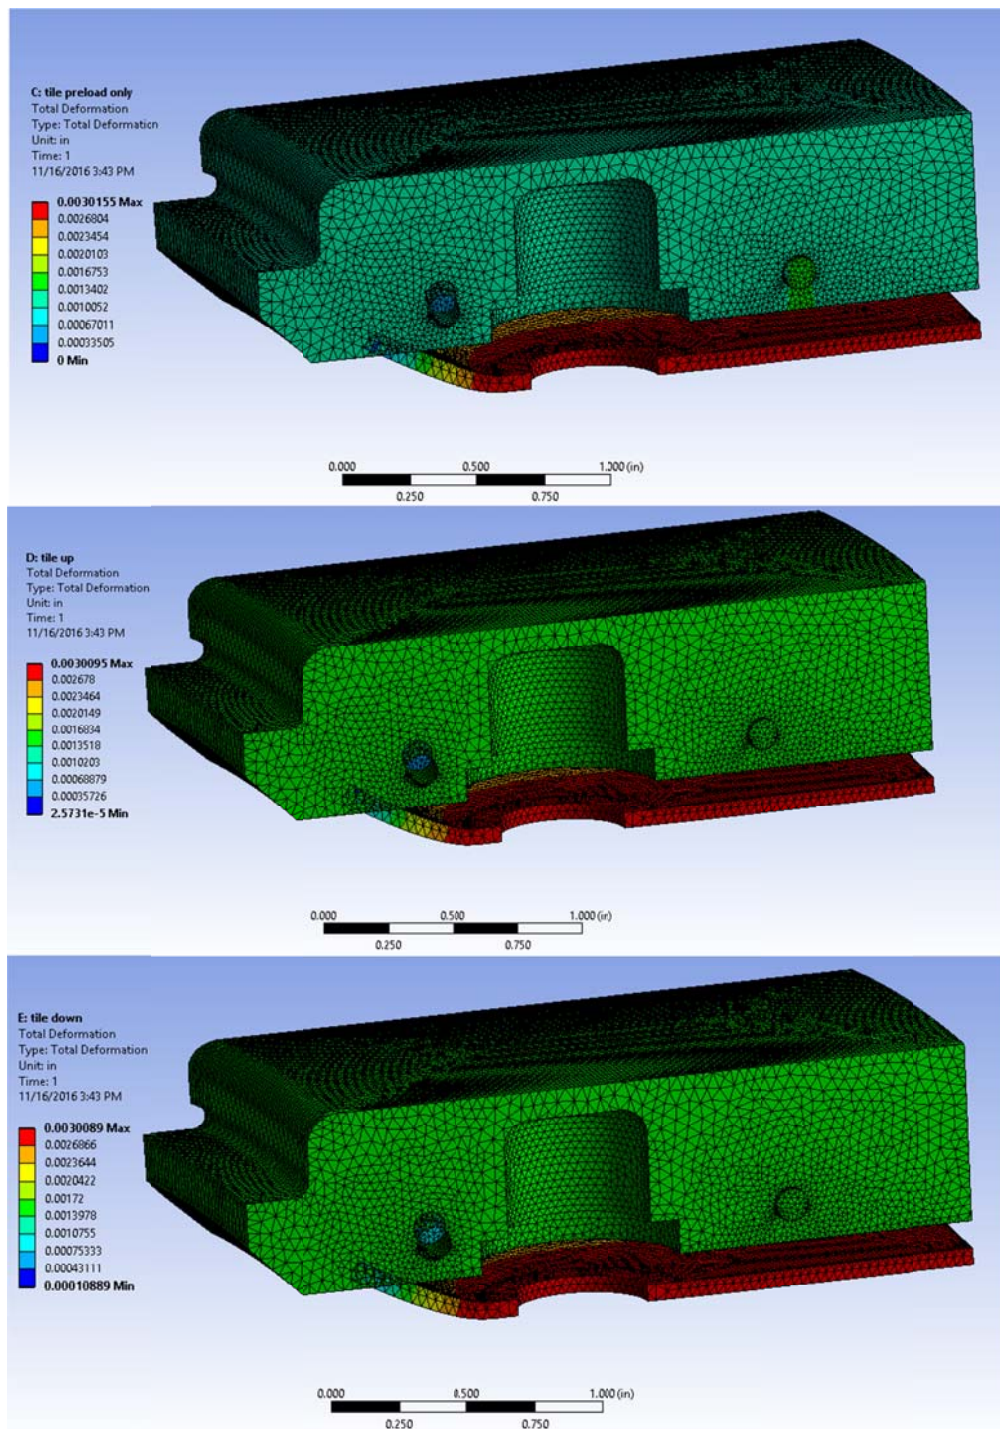 C: tile preload only
Total Deformation
Type: Total Deformation
Unit: in
Time: 1
11/16/2016 3:43 PM
0.0030155 Max
0.0026804
0.0023454
0.0020103
0.0016753
0.0013402
0.0010052
0.00067011
0.00033505
0 Min
0.000 0.500 1.000 (in)
0.250 0.750
D: tile up
Total Deformation
Type: Total Deformation
Unit: in
Time: 1
11/16/2016 3:43 PM
0.0030095 Max
0.002678
0.0023464
0.0020149
0.0016834
0.0013518
0.0010203
0.00068879
0.00035726
2.5731e-5 Min
0.000 0.500 1.000 (in)
0.250 0.750
E: tile down
Total Deformation
Type: Total Deformation
Unit: in
Time: 1
11/16/2016 3:43 PM
0.0030089 Max
0.0026866
0.0023644
0.0020422
0.00172
0.0013978
0.0010755
0.00075333
0.00043111
0.00010889 Min
0.000 0.500 1.000 (in)
0.250 0.750